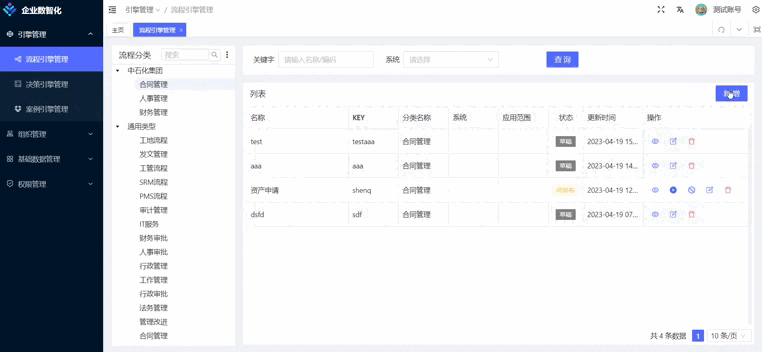 企业数智化
引擎管理
流程引擎管理
决策引擎管理
案例引擎管理
组织管理
基础数据管理
权限管理
引擎管理 / 流程引擎管理
测试账号
主页
流程引擎管理 ×
流程分类
搜索
中石化集团
合同管理
人事管理
财务管理
通用类型
工地流程
发文管理
工管流程
SRM流程
PMS流程
审计管理
IT服务
财务审批
人事审批
行政管理
工作管理
行政审批
法务管理
管理改进
合同管理
关键字 请输入名称/编码 系统 请选择 查 询
列表
名称 KEY 分类名称 系统 应用范围 状态 更新时间 操作
test testaaa 合同管理 草稿 2023-04-19 15...
aaa aaa 合同管理 草稿 2023-04-19 14...
资产申请 shenq 合同管理 2023-04-19 12...
dsfd sdf 合同管理 草稿 2023-04-19 07...
共 4 条数据 1 10 条/页